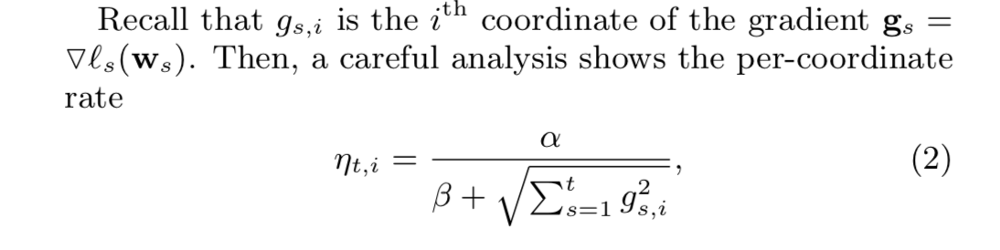 Recall that $g_{s,i}$ is the $i^{\text{th}}$ coordinate of the gradient $\mathbf{g}_s =$
$\nabla \ell_s(\mathbf{w}_s)$. Then, a careful analysis shows the per-coordinate
rate
$\eta_{t,i} = \frac{\alpha}{\beta + \sqrt{\sum_{s=1}^{t} g_{s,i}^2}},$ (2)